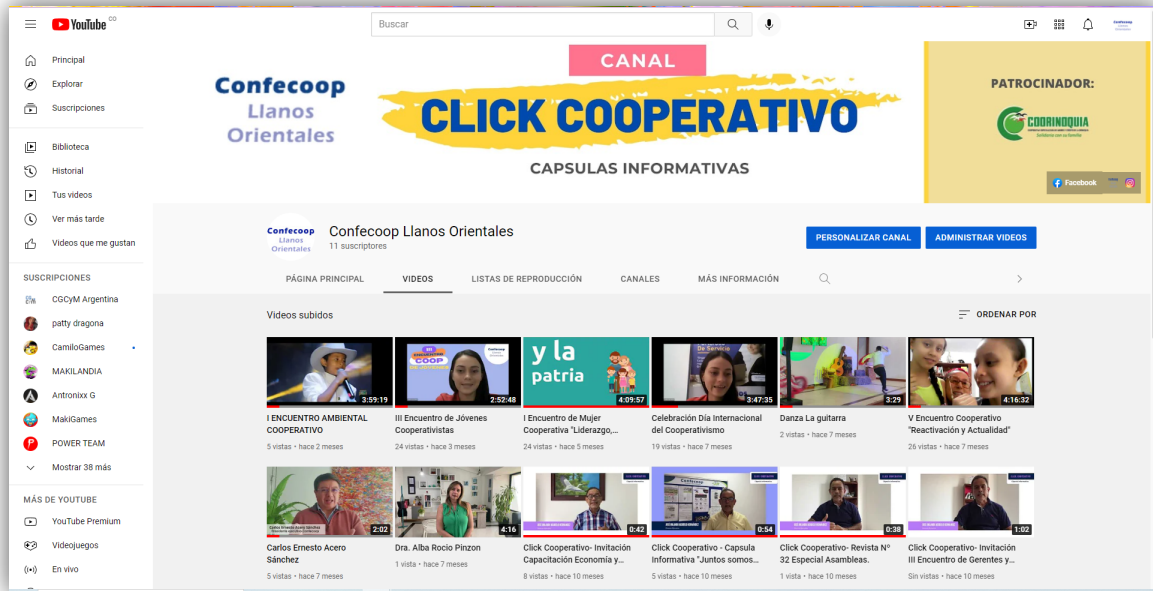 YouTube CO
Buscar
Principal
Explorar
Suscripciones
Biblioteca
Historial
Tus videos
Ver más tarde
Videos que me gustan
SUSCRIPCIONES
CGCyM Argentina
patty dragona
CamiloGames
MAKILANDIA
Antronixx G
MakiGames
POWER TEAM
Mostrar 38 más
MÁS DE YOUTUBE
YouTube Premium
Videojuegos
En vivo
Confecoop
Llanos
Orientales
CANAL
CLICK COOPERATIVO
CAPSULAS INFORMATIVAS
PATROCINADOR:
COORINOQUIA
Facebook
Confecoop
Llanos
Orientales
Confecoop Llanos Orientales
11 suscriptores
PERSONALIZAR CANAL
ADMINISTRAR VIDEOS
PÁGINA PRINCIPAL
VIDEOS
LISTAS DE REPRODUCCIÓN
CANALES
MÁS INFORMACIÓN
Videos subidos
ORDENAR POR
3:59:19
I ENCUENTRO AMBIENTAL
COOPERATIVO
5 vistas • hace 2 meses
COOP
2:52:48
III Encuentro de Jóvenes
Cooperativistas
24 vistas • hace 3 meses
y la
patria
4:09:57
I Encuentro de Mujer
Cooperativa "Liderazgo,...
24 vistas • hace 5 meses
De Servicio
3:47:35
Celebración Día Internacional
del Cooperativismo
19 vistas • hace 7 meses
3:29
Danza La guitarra
2 vistas • hace 7 meses
4:16:32
V Encuentro Cooperativo
"Reactivación y Actualidad"
26 vistas • hace 7 meses
2:02
Carlos Ernesto Acero
Sánchez
5 vistas • hace 7 meses
4:16
Dra. Alba Rocio Pinzon
1 vista • hace 7 meses
0:42
Click Cooperativo- Invitación
Capacitación Economía y...
8 vistas • hace 10 meses
0:54
Click Cooperativo - Capsula
Informativa "Juntos somos...
5 vistas • hace 10 meses
0:38
Click Cooperativo- Revista Nº
32 Especial Asambleas.
1 vista • hace 10 meses
1:02
Click Cooperativo- Invitación
III Encuentro de Gerentes y...
Sin vistas • hace 10 meses